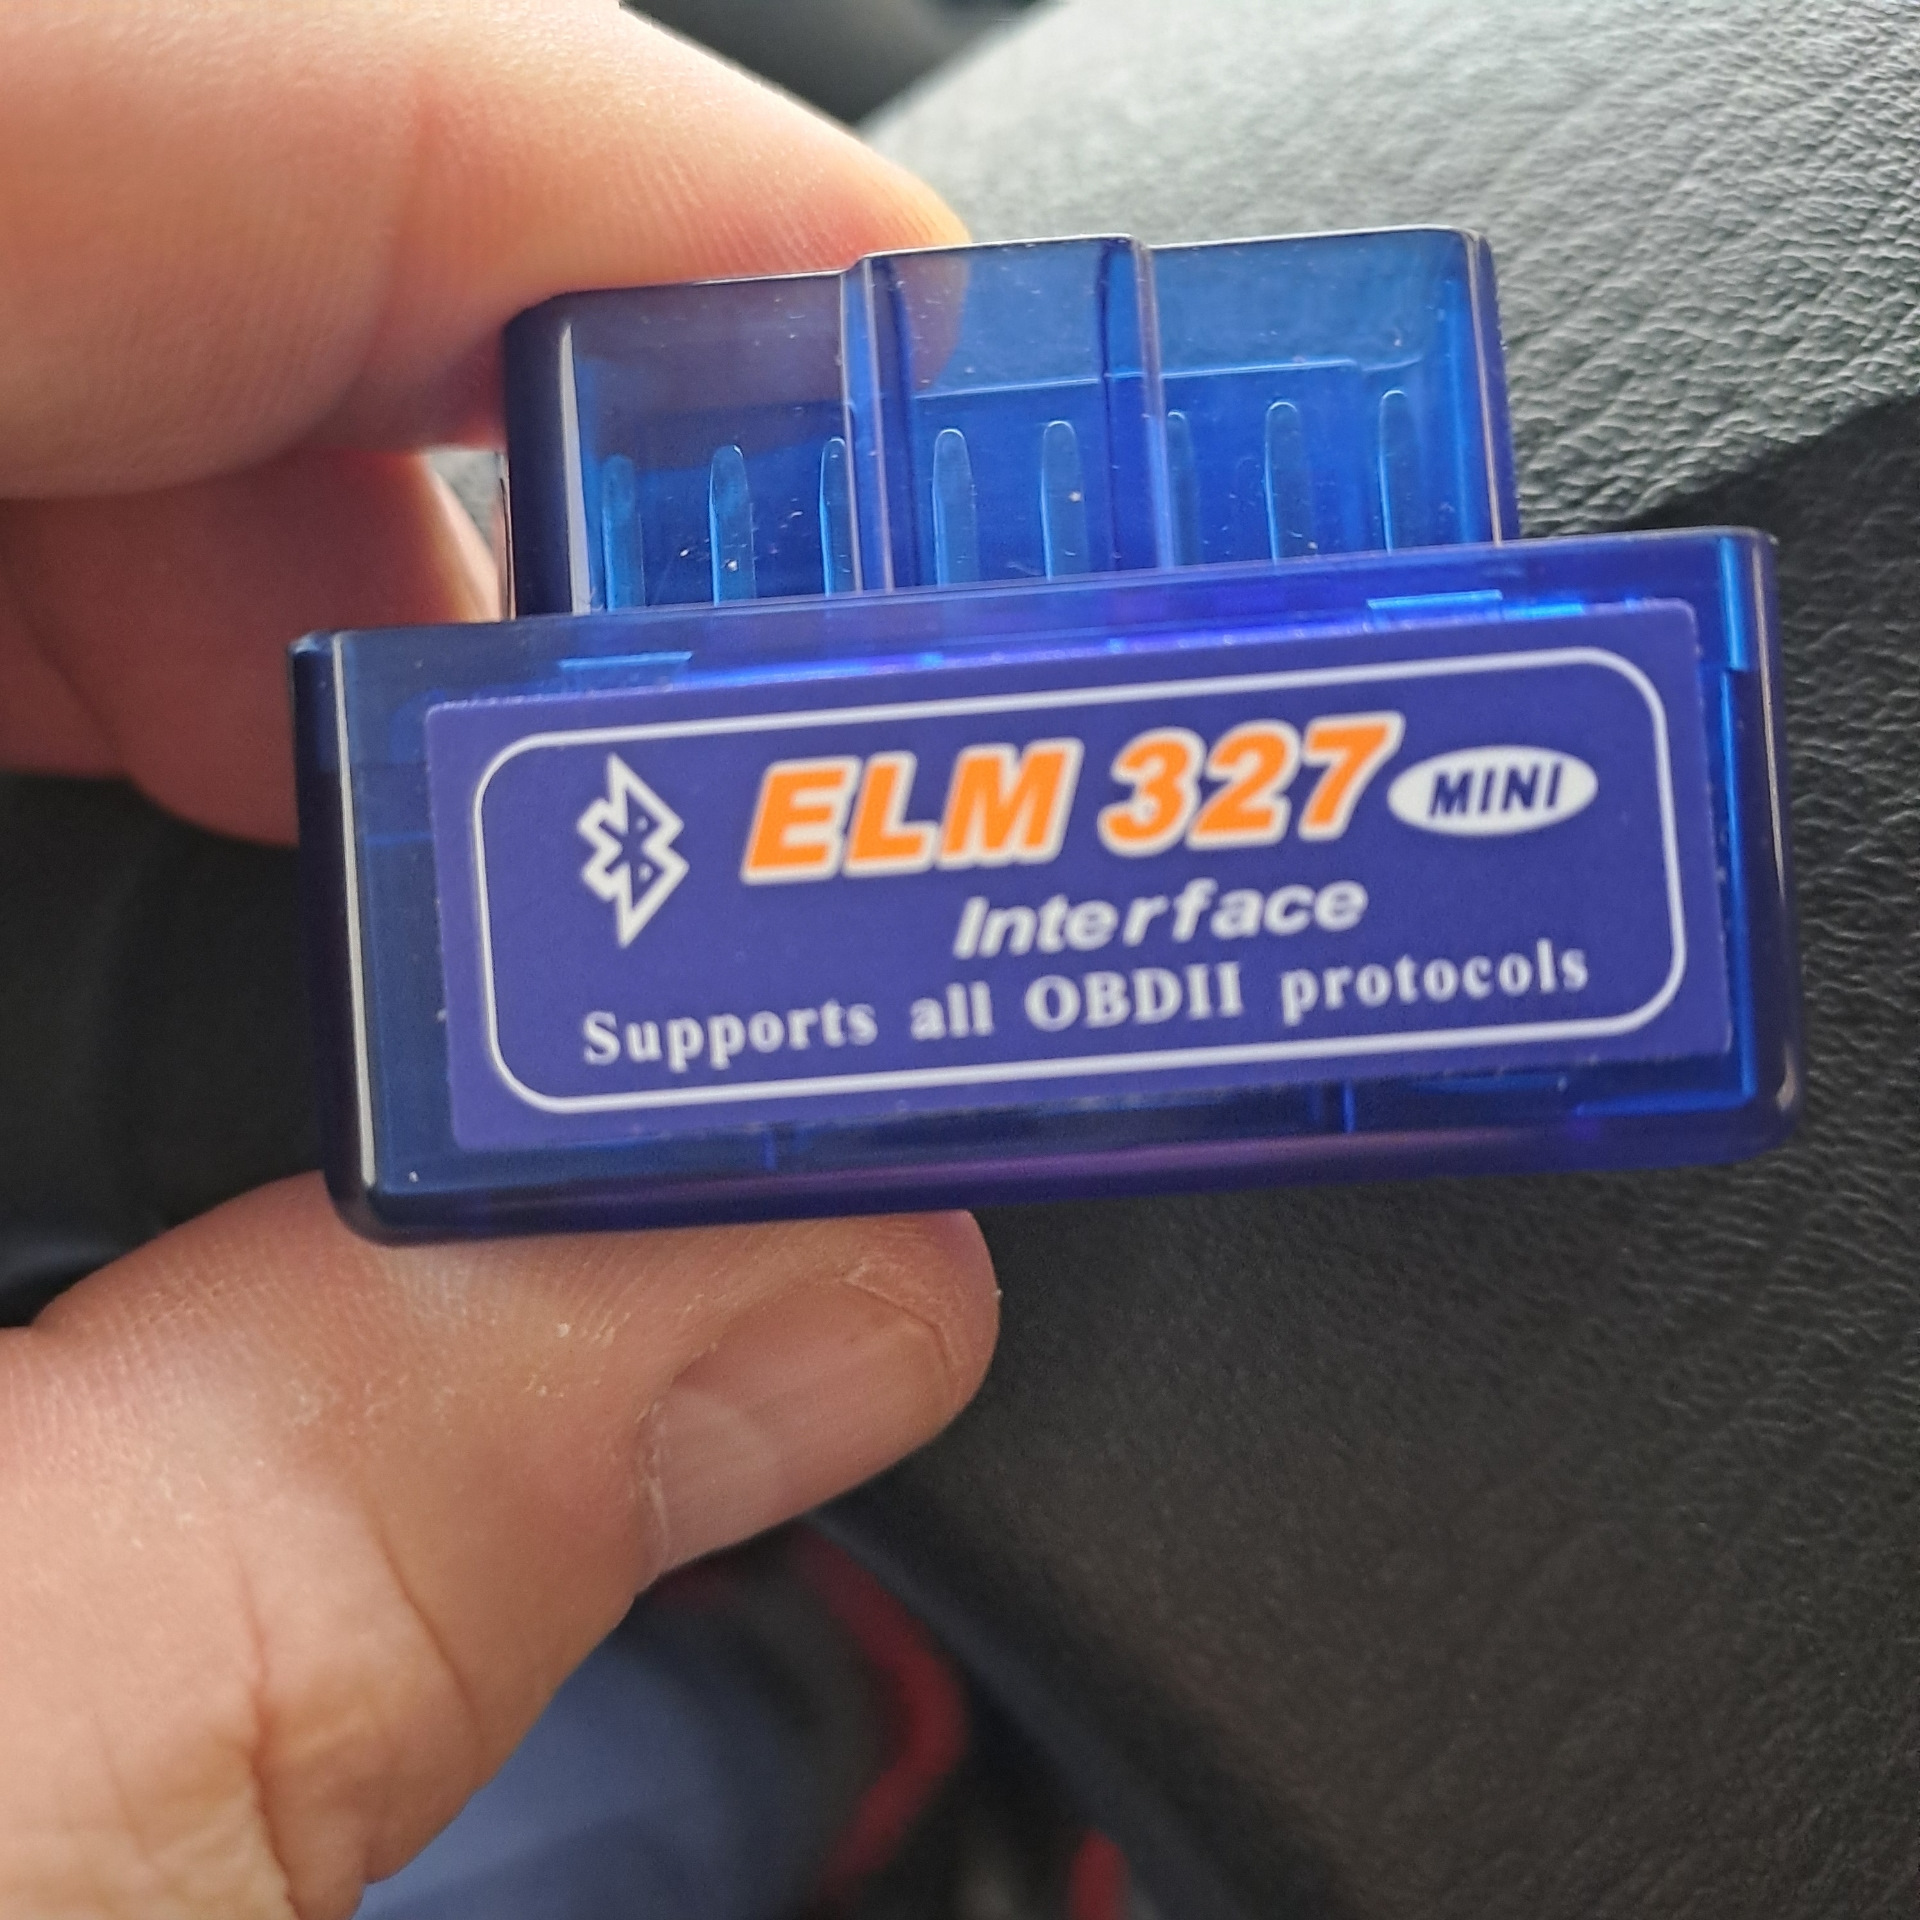 ELM 327 MINI
Interface
Supports all OBDII protocols